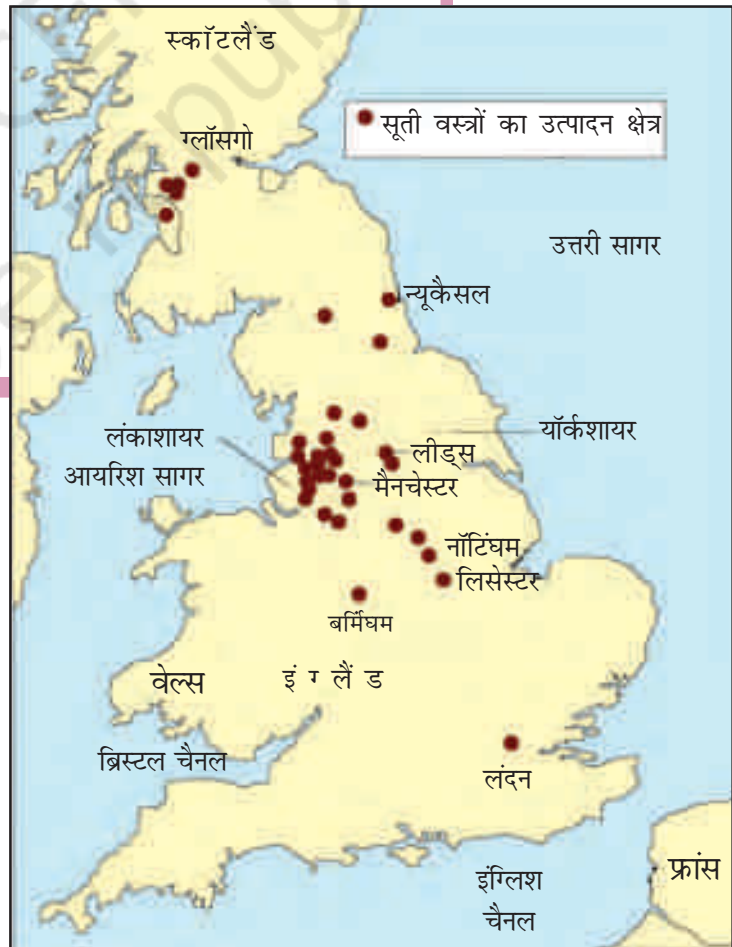 स्कॉटलैंड
ग्लॉसगो
सूती वस्त्रों का उत्पादन क्षेत्र
उत्तरी सागर
न्यूकैसल
लंकाशायर
यॉर्कशायर
आयरिश सागर
लीड्स
मैनचेस्टर
नॉटिंघम
लिसेस्टर
बर्मिंघम
वेल्स
इंग्लैंड
ब्रिस्टल चैनल
लंदन
इंग्लिश
चैनल
फ्रांस